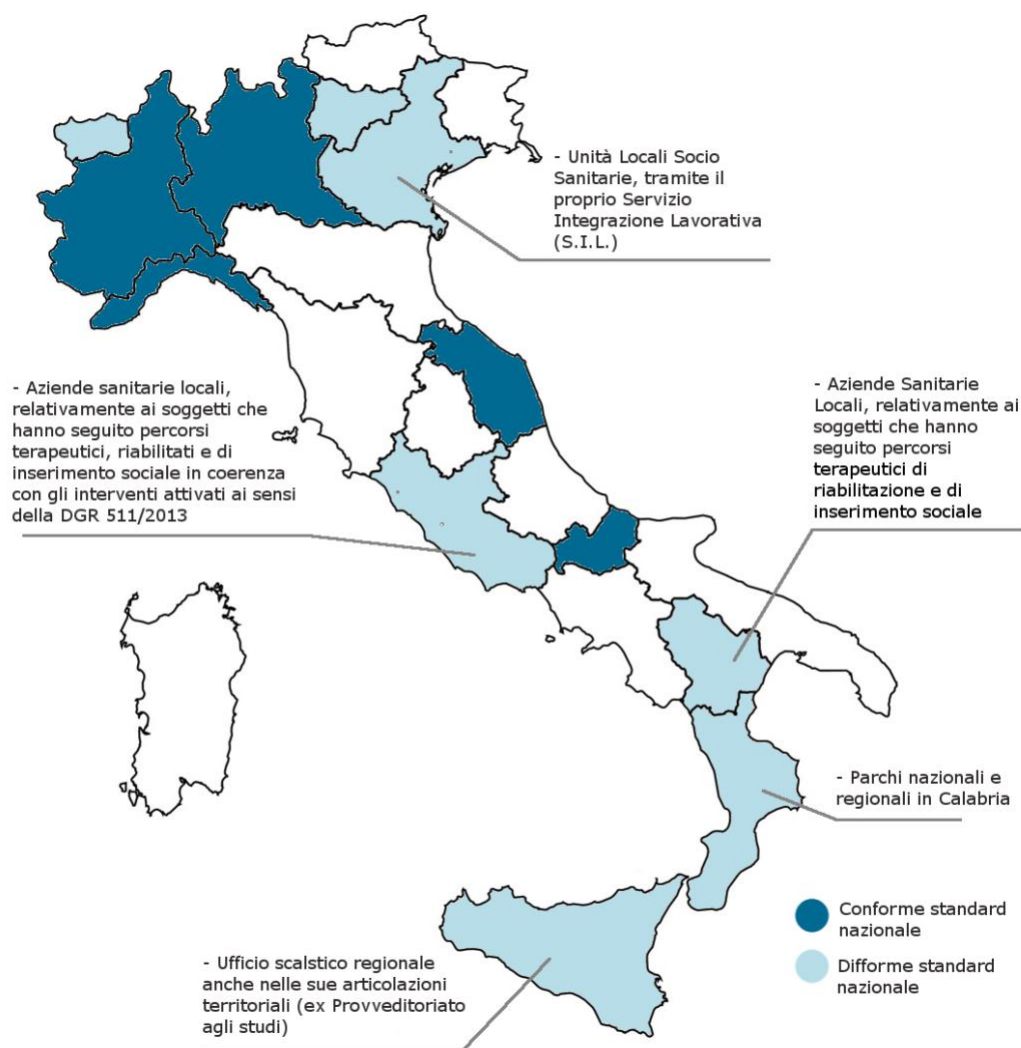 - Unità Locali Socio
Sanitarie, tramite il
proprio Servizio
Integrazione Lavorativa
(S.I.L.)
- Aziende sanitarie locali,
relativamente ai soggetti che
hanno seguito percorsi
terapeutici, riabilitati e di
inserimento sociale in coerenza
con gli interventi attivati ai sensi
della DGR 511/2013
- Aziende Sanitarie
Locali, relativamente ai
soggetti che hanno
seguito percorsi
terapeutici di
riabilitazione e di
inserimento sociale
- Parchi nazionali e
regionali in Calabria
Conforme standard
nazionale
Difforme standard
nazionale
- Ufficio scalstico regionale
anche nelle sue articolazioni
territoriali (ex Provveditoriato
agli studi)